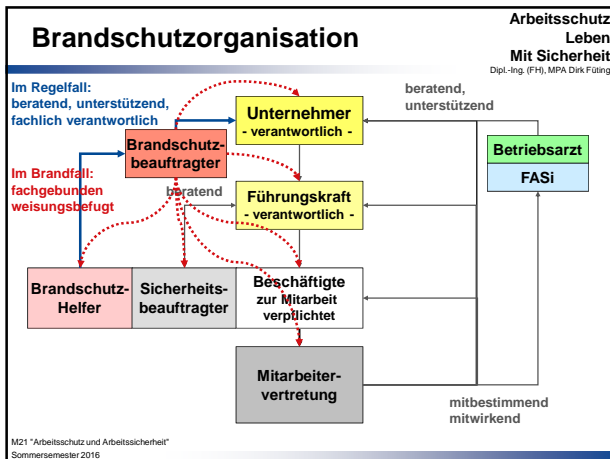 Brandschutzorganisation
Arbeitsschutz
Leben
Mit Sicherheit
Dipl.-Ing. (FH), MPA Dirk Füting
Im Regelfall:
beratend, unterstützend,
fachlich verantwortlich
Unternehmer
- verantwortlich -
beratend,
unterstützend
Brandschutz-
beauftragter
Betriebsarzt
FASi
Im Brandfall:
fachgebunden
weisungsbefugt
beratend
Führungskraft
- verantwortlich -
Brandschutz-
Helfer
Sicherheits-
beauftragter
Beschäftigte
zur Mitarbeit
verpflichtet
Mitarbeiter-
vertretung
mitbestimmend
mitwirkend
M21 "Arbeitsschutz und Arbeitssicherheit"
Sommersemester 2016